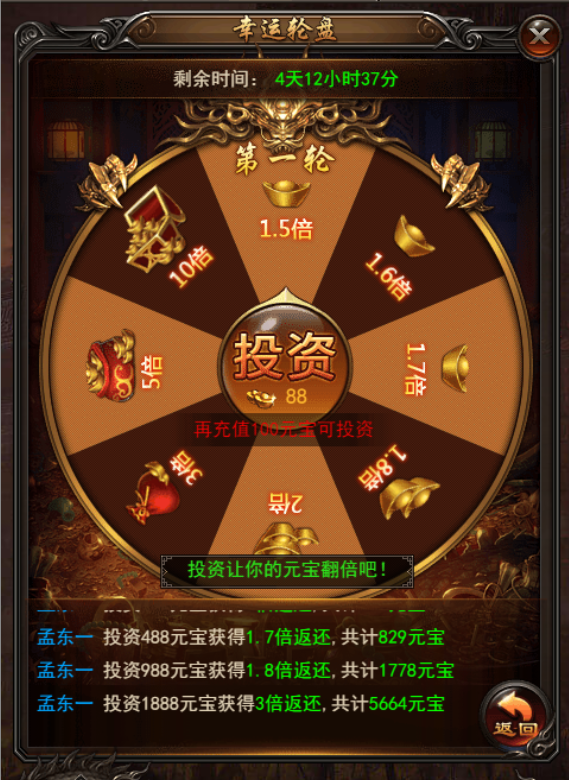 幸运轮盘
剩余时间： 4天12小时37分
第一轮
1.5倍
1.6倍
1.7倍
1.8倍
2倍
3倍
5倍
10倍
投资
88
再充值100元宝可投资
投资让你的元宝翻倍吧！
孟东一 投资488元宝获得1.7倍返还,共计829元宝
孟东一 投资988元宝获得1.8倍返还,共计1778元宝
孟东一 投资1888元宝获得3倍返还,共计5664元宝
返回